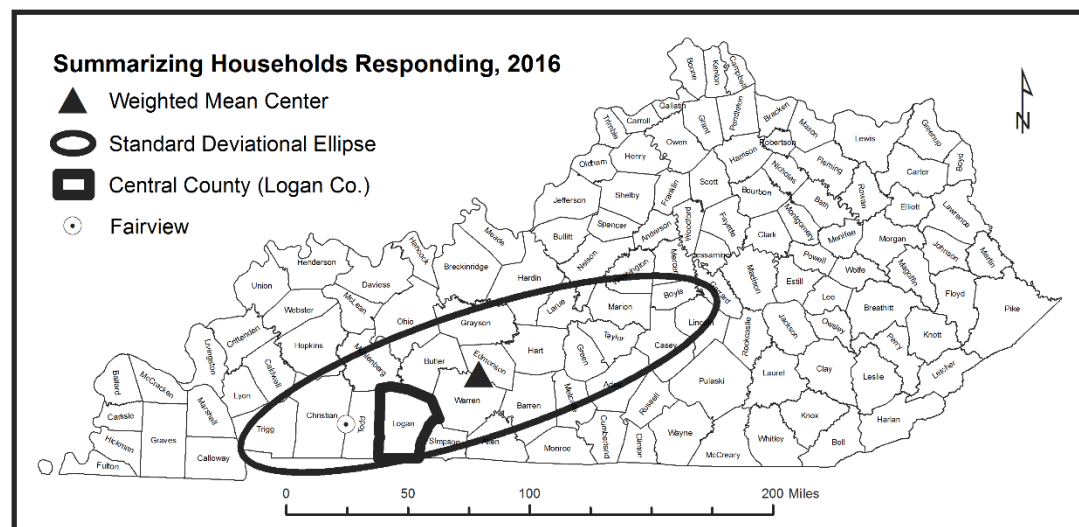 Summarizing Households Responding, 2016
Weighted Mean Center
Standard Deviational Ellipse
Central County (Logan Co.)
Fairview
N
Boone
Kenton
Campbell
Gallatin
Carroll
Trimble
Grant
Pendleton
Bracken
Mason
Lewis
Greenup
Boyd
Owen
Henry
Oldham
Harrison
Robertson
Nicholas
Fleming
Carter
Rowan
Elliott
Lawrence
Shelby
Franklin
Scott
Bourbon
Bath
Jefferson
Spencer
Anderson
Woodford
Fayette
Clark
Montgomery
Menifee
Morgan
Johnson
Martin
Bullitt
Nelson
Washington
Mercer
Madison
Powell
Wolfe
Magoffin
Floyd
Pike
Meade
Hancock
Breckinridge
Hardin
Henderson
Daviess
Union
Webster
McLean
Ohio
Grayson
Larue
Marion
Boyle
Garrard
Lincoln
Estill
Lee
Breathitt
Knott
Crittenden
Livingston
Hopkins
Muhlenberg
Butler
Edmonson
Hart
Green
Taylor
Casey
Rockcastle
Jackson
Owsley
Perry
Letcher
Caldwell
Lyon
Christian
Todd
Logan
Warren
Barren
Metcalfe
Adair
Russell
Pulaski
Laurel
Clay
Leslie
Harlan
Ballard
McCracken
Carlisle
Graves
Marshall
Trigg
Hickman
Fulton
Calloway
SImpson
Allen
Monroe
Cumberland
Clinton
Wayne
McCreary
Whitley
Knox
Bell
0 50 100 200 Miles